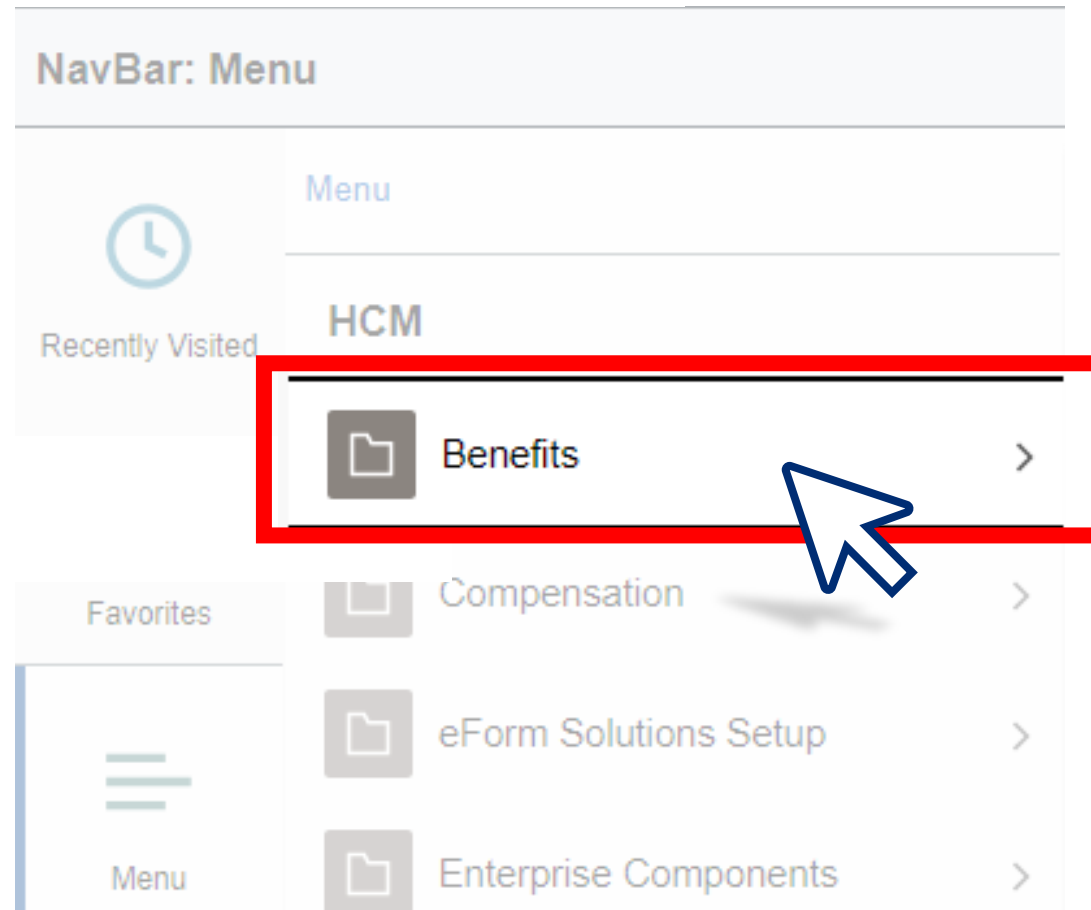 NavBar: Menu
Menu
Recently Visited
HCM
Benefits
Favorites
Compensation
eForm Solutions Setup
Menu
Enterprise Components